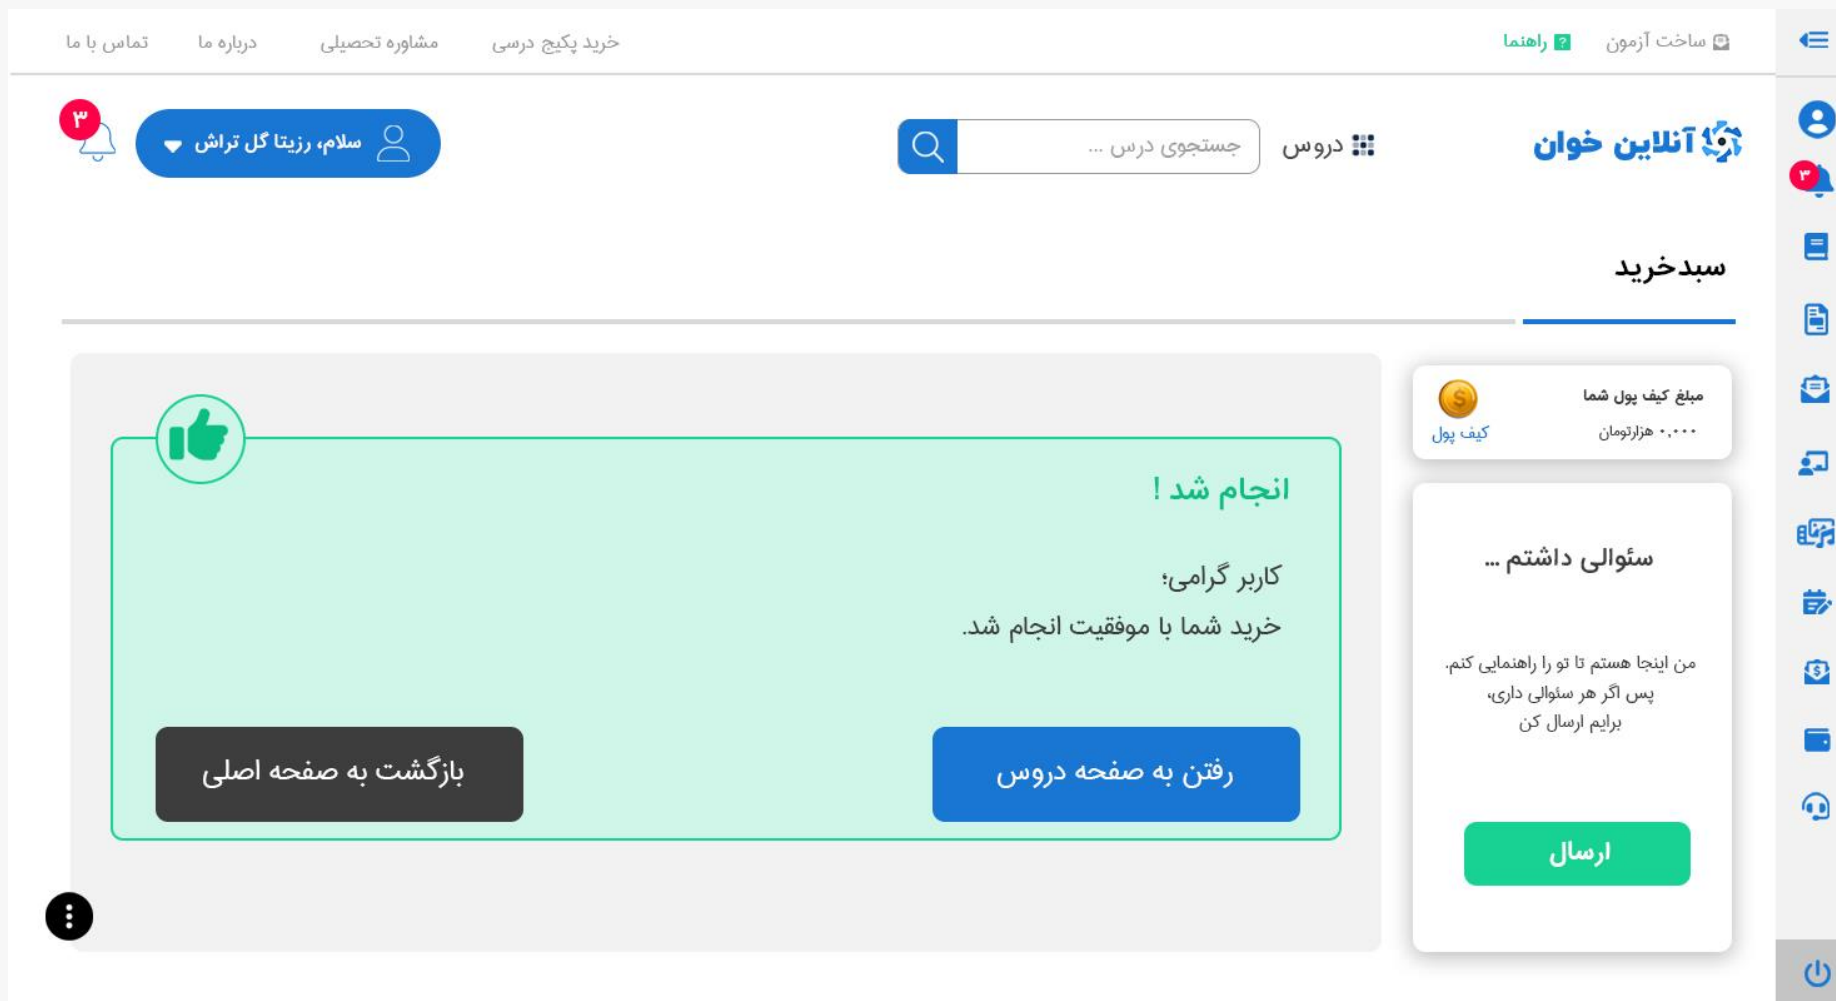 ساخت آزمون
راهنما
خرید پکیج درسی
مشاوره تحصیلی
درباره ما
تماس با ما
آنلاین خوان
دروس
جستجوی درس ...
سلام، رزیتا گل تراش
۳
۳
سبدخرید
مبلغ کیف پول شما
۰,۰۰۰ هزارتومان
کیف پول
انجام شد !
کاربر گرامی؛
خرید شما با موفقیت انجام شد.
رفتن به صفحه دروس
بازگشت به صفحه اصلی
سئوالی داشتم ...
من اینجا هستم تا تو را راهنمایی کنم.
پس اگر هر سئوالی داری،
برایم ارسال کن
ارسال